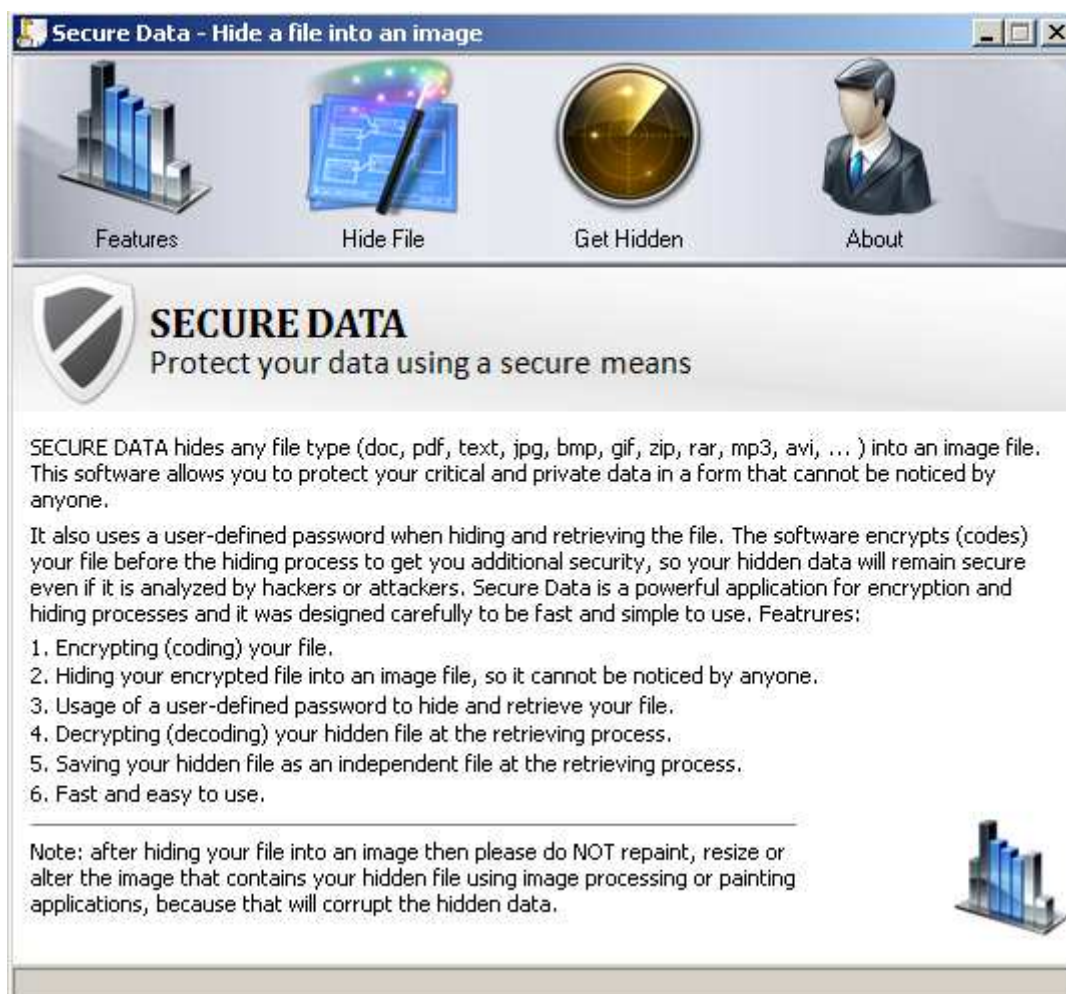 Secure Data - Hide a file into an image
Features Hide File Get Hidden About
SECURE DATA
Protect your data using a secure means
SECURE DATA hides any file type (doc, pdf, text, jpg, bmp, gif, zip, rar, mp3, avi, ... ) into an image file.
This software allows you to protect your critical and private data in a form that cannot be noticed by
anyone.
It also uses a user-defined password when hiding and retrieving the file. The software encrypts (codes)
your file before the hiding process to get you additional security, so your hidden data will remain secure
even if it is analyzed by hackers or attackers. Secure Data is a powerful application for encryption and
hiding processes and it was designed carefully to be fast and simple to use. Featrures:
1. Encrypting (coding) your file.
2. Hiding your encrypted file into an image file, so it cannot be noticed by anyone.
3. Usage of a user-defined password to hide and retrieve your file.
4. Decrypting (decoding) your hidden file at the retrieving process.
5. Saving your hidden file as an independent file at the retrieving process.
6. Fast and easy to use.
Note: after hiding your file into an image then please do NOT repaint, resize or
alter the image that contains your hidden file using image processing or painting
applications, because that will corrupt the hidden data.